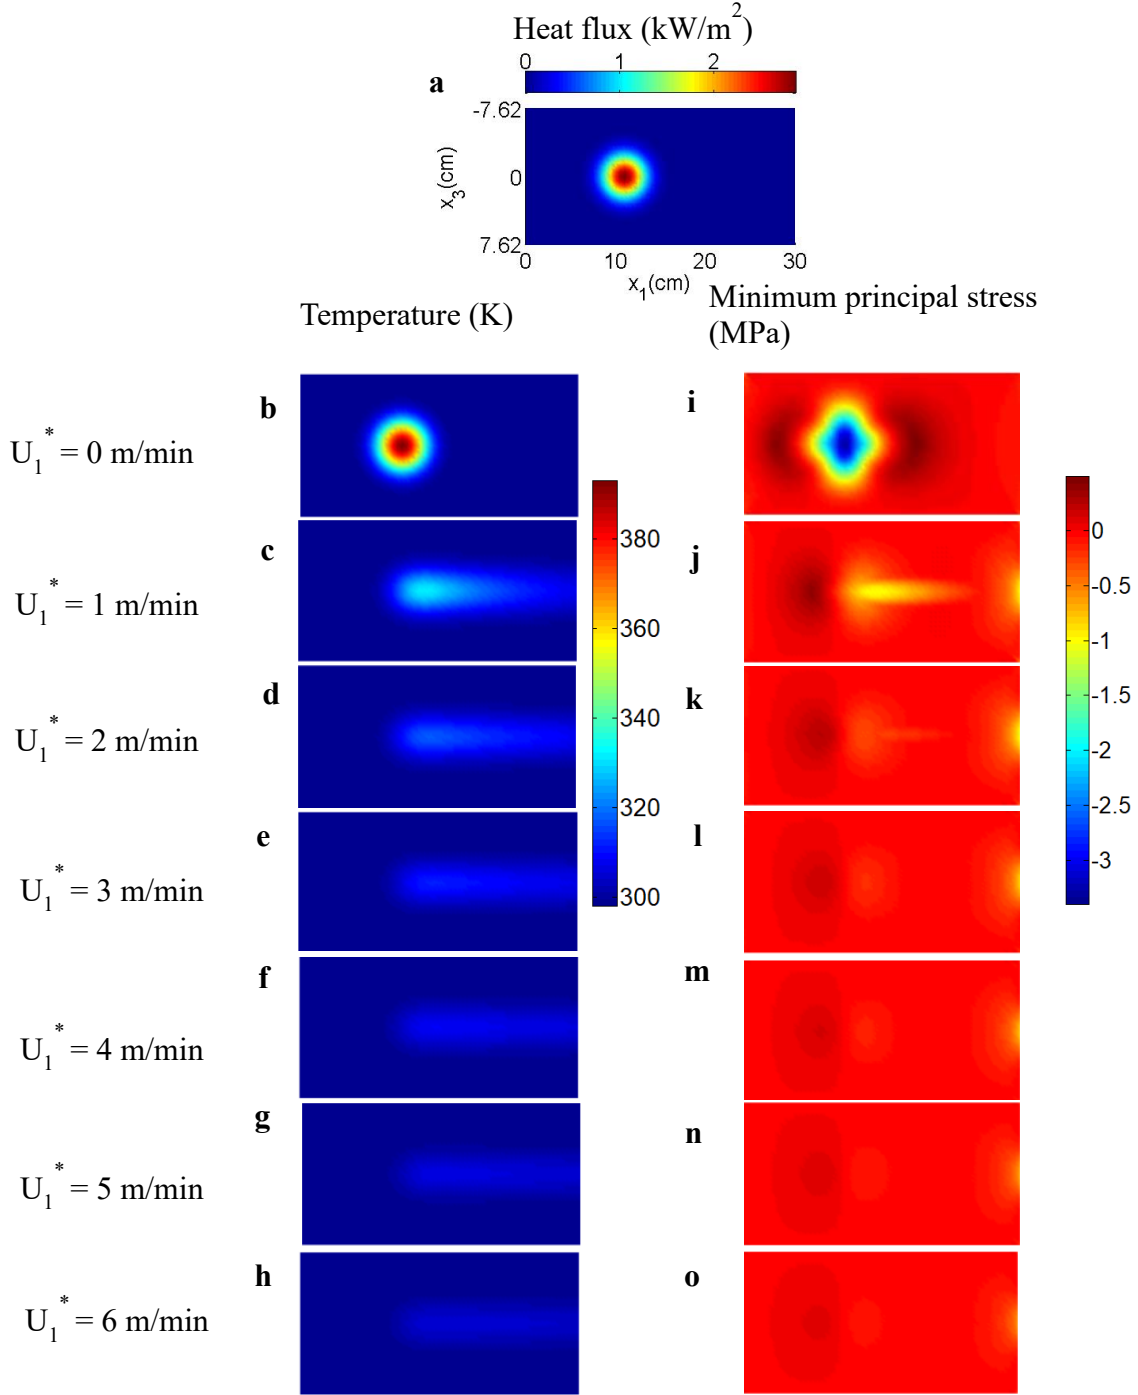 Heat flux (kW/m²)
0 1 2
a
-7.62
0
7.62
x₃(cm)
0 10 20 30
x₁(cm)
Temperature (K)
Minimum principal stress
(MPa)
b
i
U₁* = 0 m/min
c
j
U₁* = 1 m/min
d
k
U₁* = 2 m/min
e
l
U₁* = 3 m/min
f
m
U₁* = 4 m/min
g
n
U₁* = 5 m/min
h
o
U₁* = 6 m/min
380
360
340
320
300
0
-0.5
-1
-1.5
-2
-2.5
-3